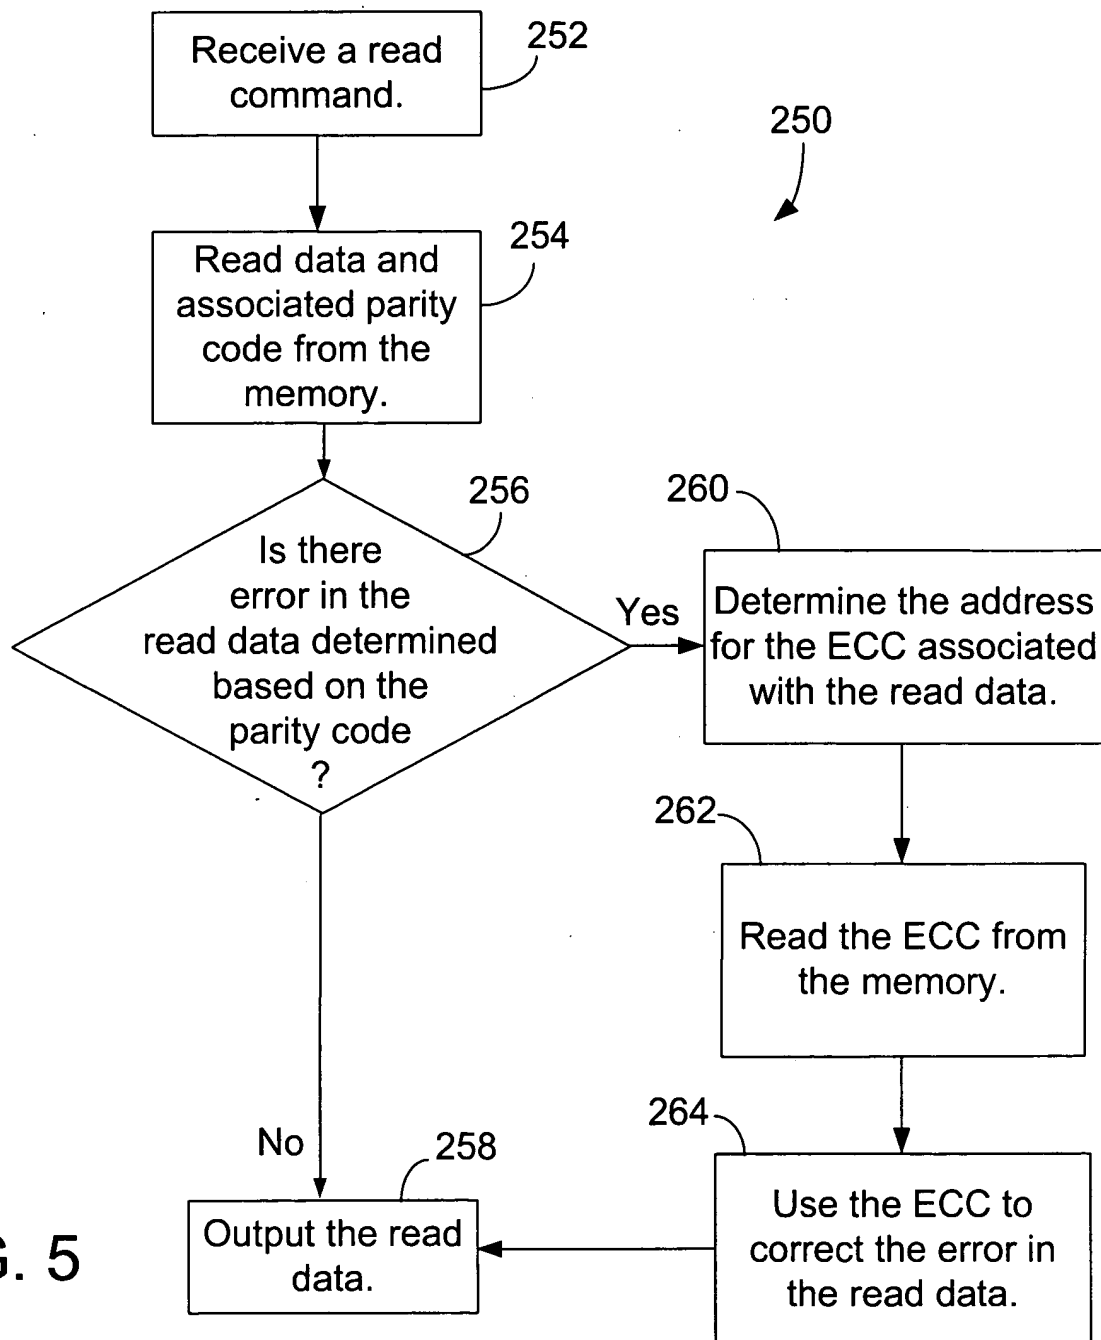 Receive a read
command.
252
250
Read data and
associated parity
code from the
memory.
254
Is there
error in the
read data determined
based on the
parity code
?
256
Yes
260
Determine the address
for the ECC associated
with the read data.
262
Read the ECC from
the memory.
264
Use the ECC to
correct the error in
the read data.
No
258
Output the read
data.
G. 5